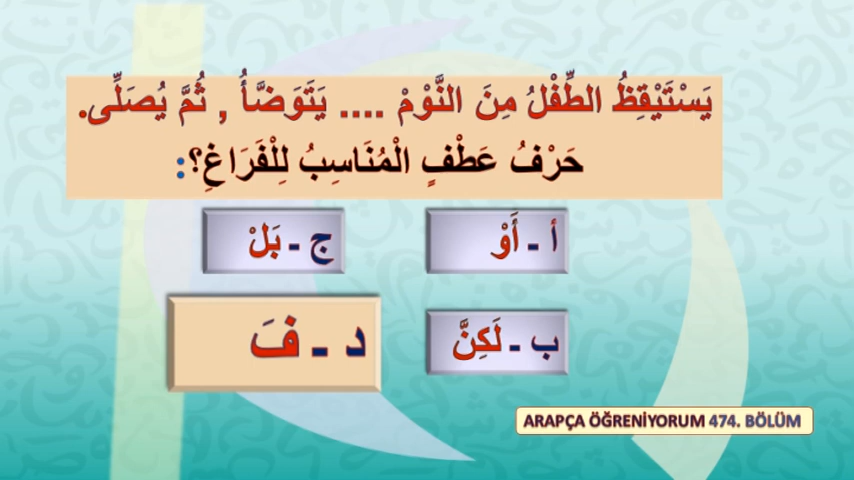 يَسْتَيْقِظُ الطِّفْلُ مِنَ النَّوْمْ .... يَتَوَضَّأُ , ثُمَّ يُصَلِّى.
حَرْفُ عَطْفٍ الْمُنَاسِبُ لِلْفَرَاغِ؟:
أ - أَوْ
ج - بَلْ
ب - لَكِنَّ
د - فَ
ARAPÇA ÖĞRENİYORUM 474. BÖLÜM